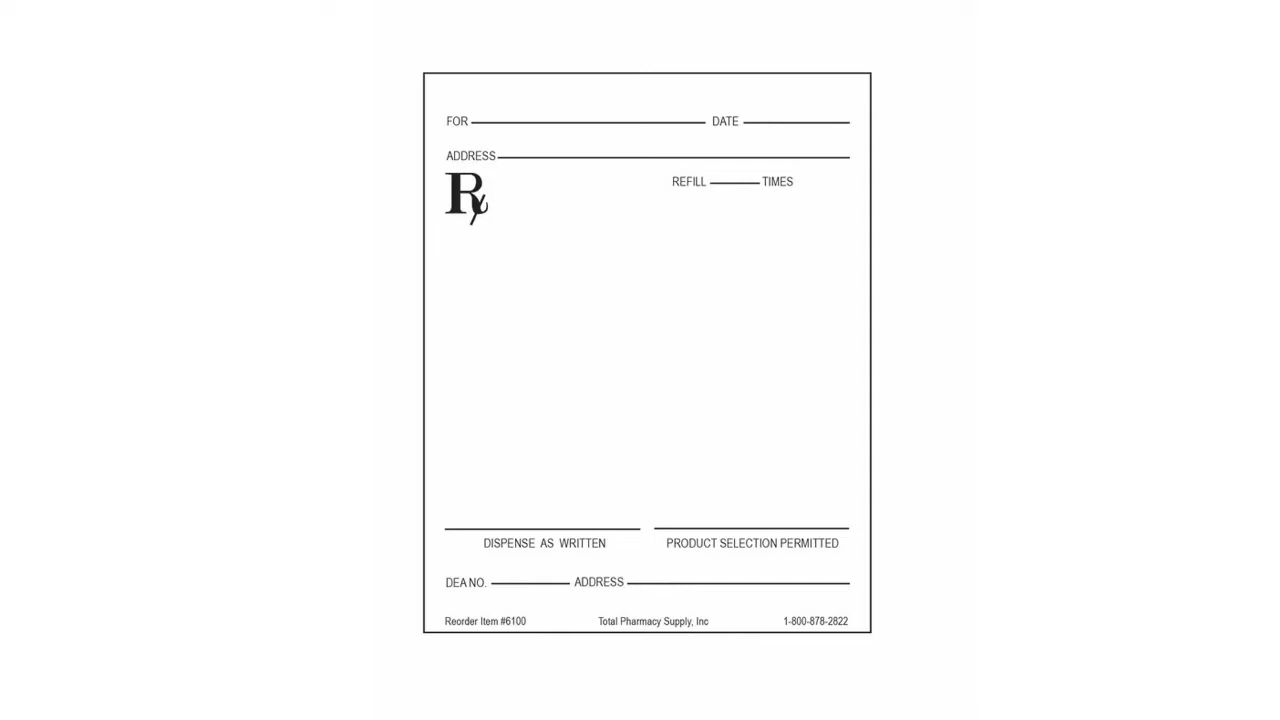 FOR DATE
ADDRESS
REFILL TIMES
℞
DISPENSE AS WRITTEN PRODUCT SELECTION PERMITTED
DEA NO. ADDRESS
Reorder Item #6100 Total Pharmacy Supply, Inc 1-800-878-2822